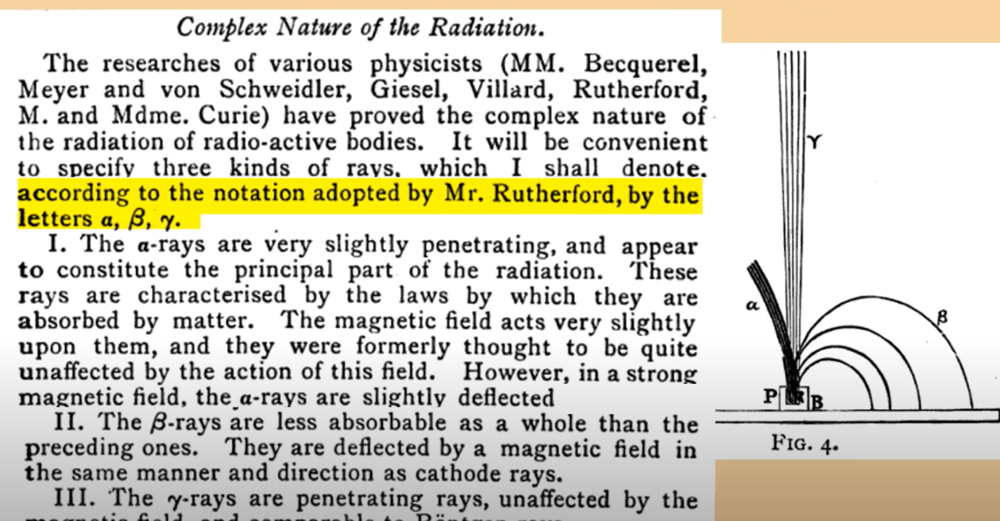 Complex Nature of the Radiation.
The researches of various physicists (MM. Becquerel,
Meyer and von Schweidler, Giesel, Villard, Rutherford,
M. and Mdme. Curie) have proved the complex nature of
the radiation of radio-active bodies. It will be convenient
to specify three kinds of rays, which I shall denote,
according to the notation adopted by Mr. Rutherford, by the
letters α, β, γ.
I. The α-rays are very slightly penetrating, and appear
to constitute the principal part of the radiation. These
rays are characterised by the laws by which they are
absorbed by matter. The magnetic field acts very slightly
upon them, and they were formerly thought to be quite
unaffected by the action of this field. However, in a strong
magnetic field, the α-rays are slightly deflected
II. The β-rays are less absorbable as a whole than the
preceding ones. They are deflected by a magnetic field in
the same manner and direction as cathode rays.
III. The γ-rays are penetrating rays, unaffected by the
magnetic field, and comparable to Röntgen rays
γ
α
β
P
B
FIG. 4.